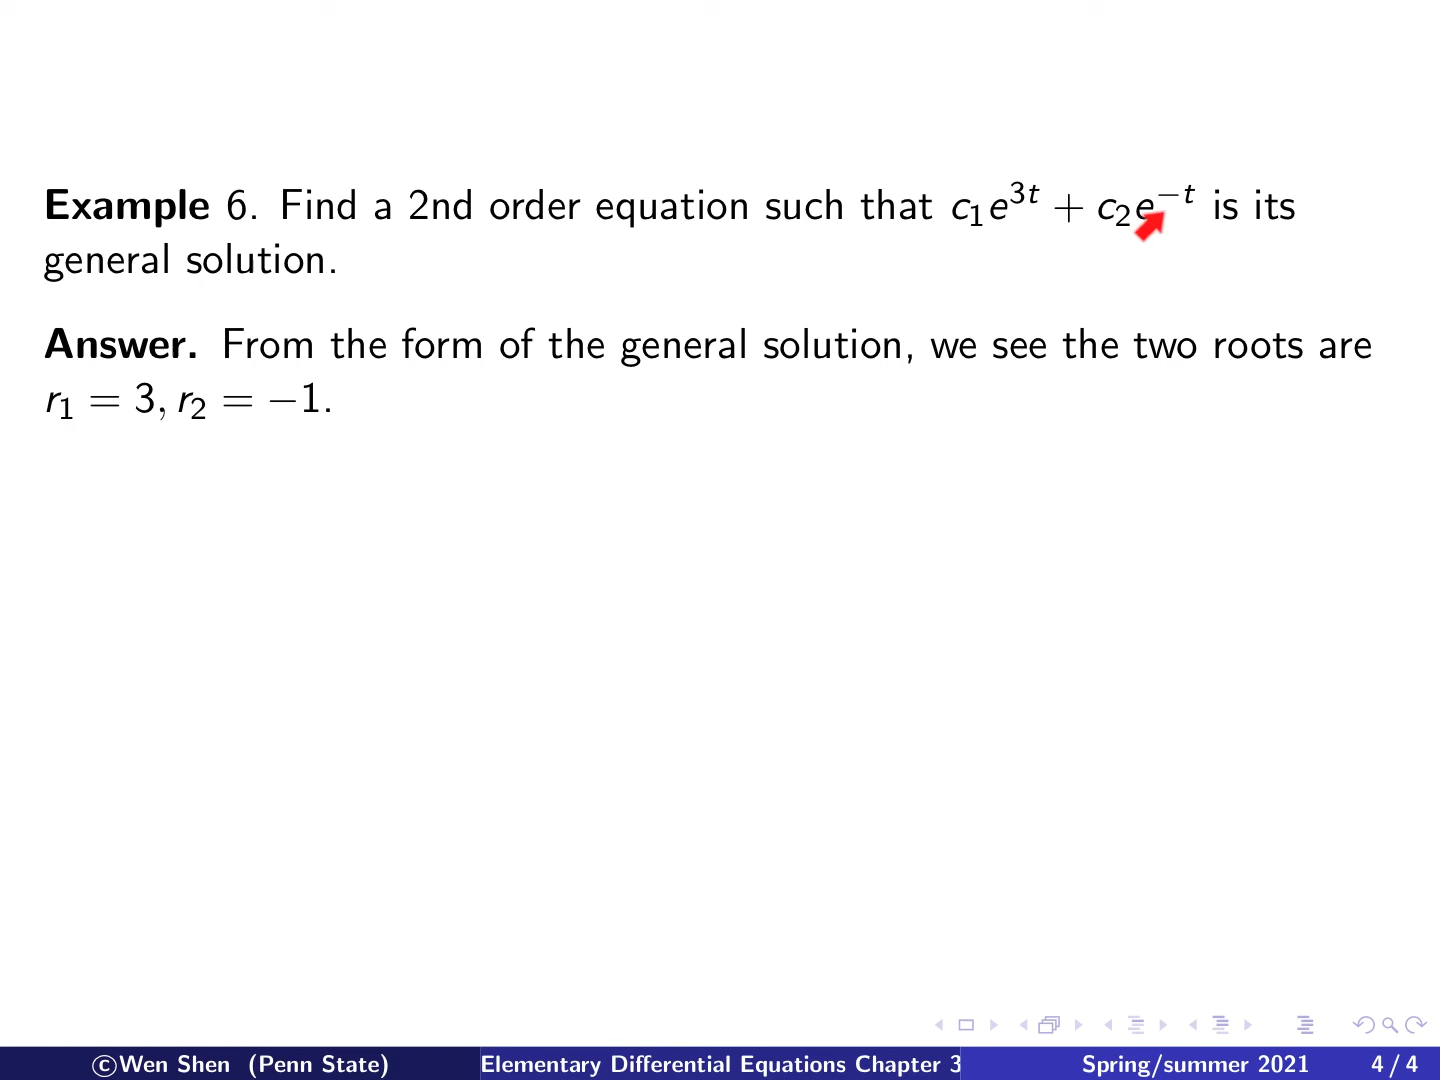 Example 6. Find a 2nd order equation such that c₁e³ᵗ + c₂e⁻ᵗ is its
general solution.
Answer. From the form of the general solution, we see the two roots are
r₁ = 3, r₂ = −1.
©Wen Shen (Penn State) Elementary Differential Equations Chapter 3 Spring/summer 2021 4 / 4